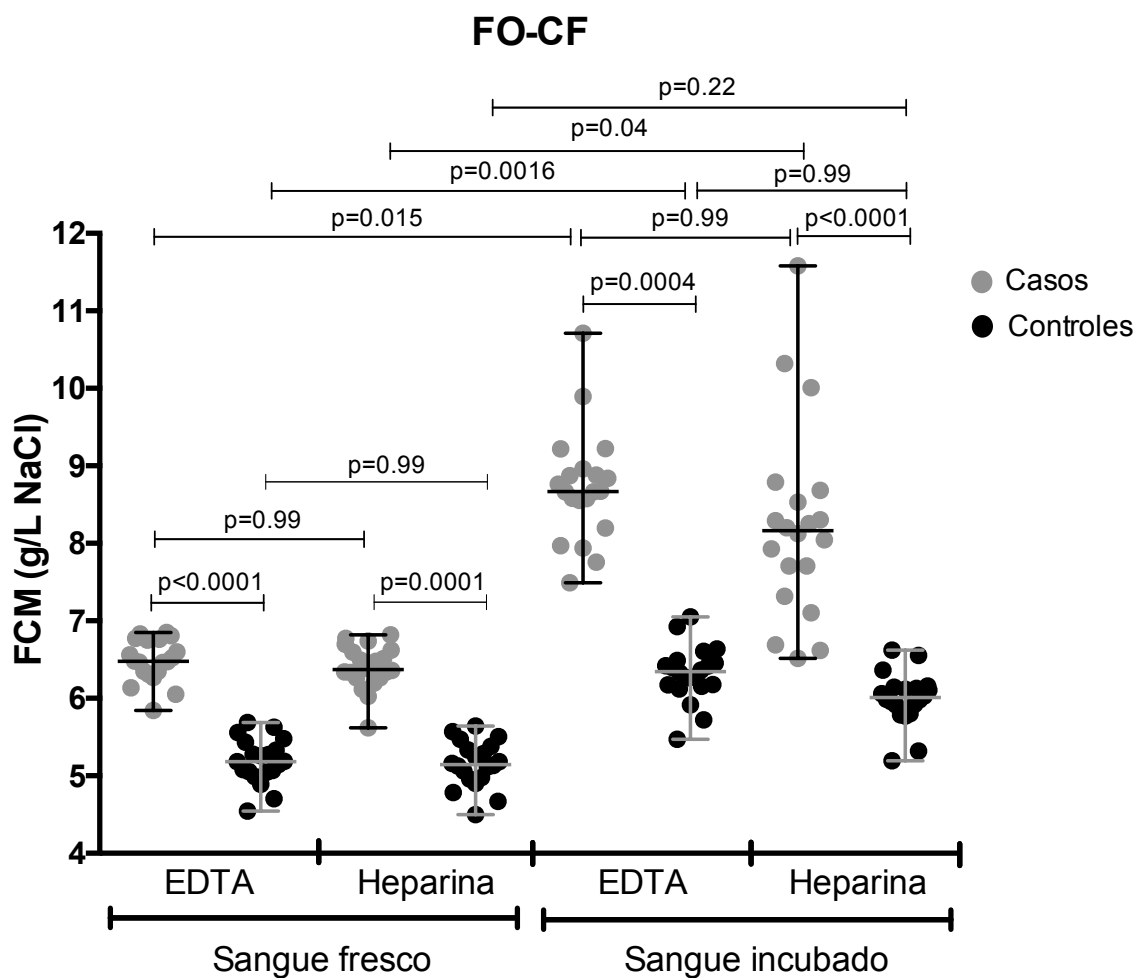 FO-CF
p=0.22
p=0.04
p=0.0016
p=0.99
p=0.015
p=0.99
p<0.0001
p=0.0004
p=0.99
p=0.99
p<0.0001
p=0.0001
FCM (g/L NaCl)
12
11
10
9
8
7
6
5
4
Casos
Controles
EDTA
Heparina
EDTA
Heparina
Sangue fresco
Sangue incubado